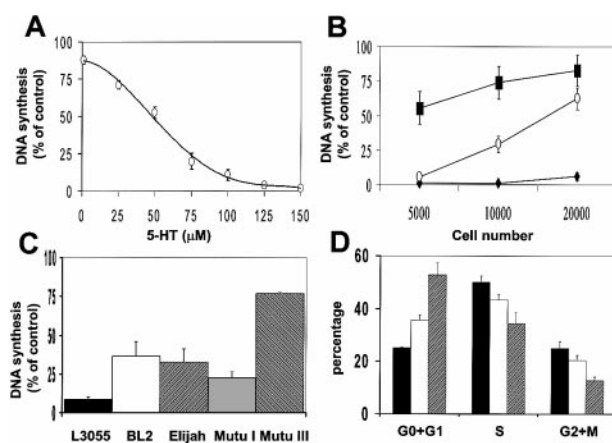 A
DNA synthesis
(% of control)
100
75
50
25
0
0 25 50 75 100 125 150
5-HT (μM)
B
DNA synthesis
(% of control)
100
75
50
25
0
5000 10000 20000
Cell number
C
DNA synthesis
(% of control)
100
75
50
25
0
L3055 BL2 Elijah Mutu I Mutu III
D
percentage
60
40
20
0
G0+G1 S G2+M